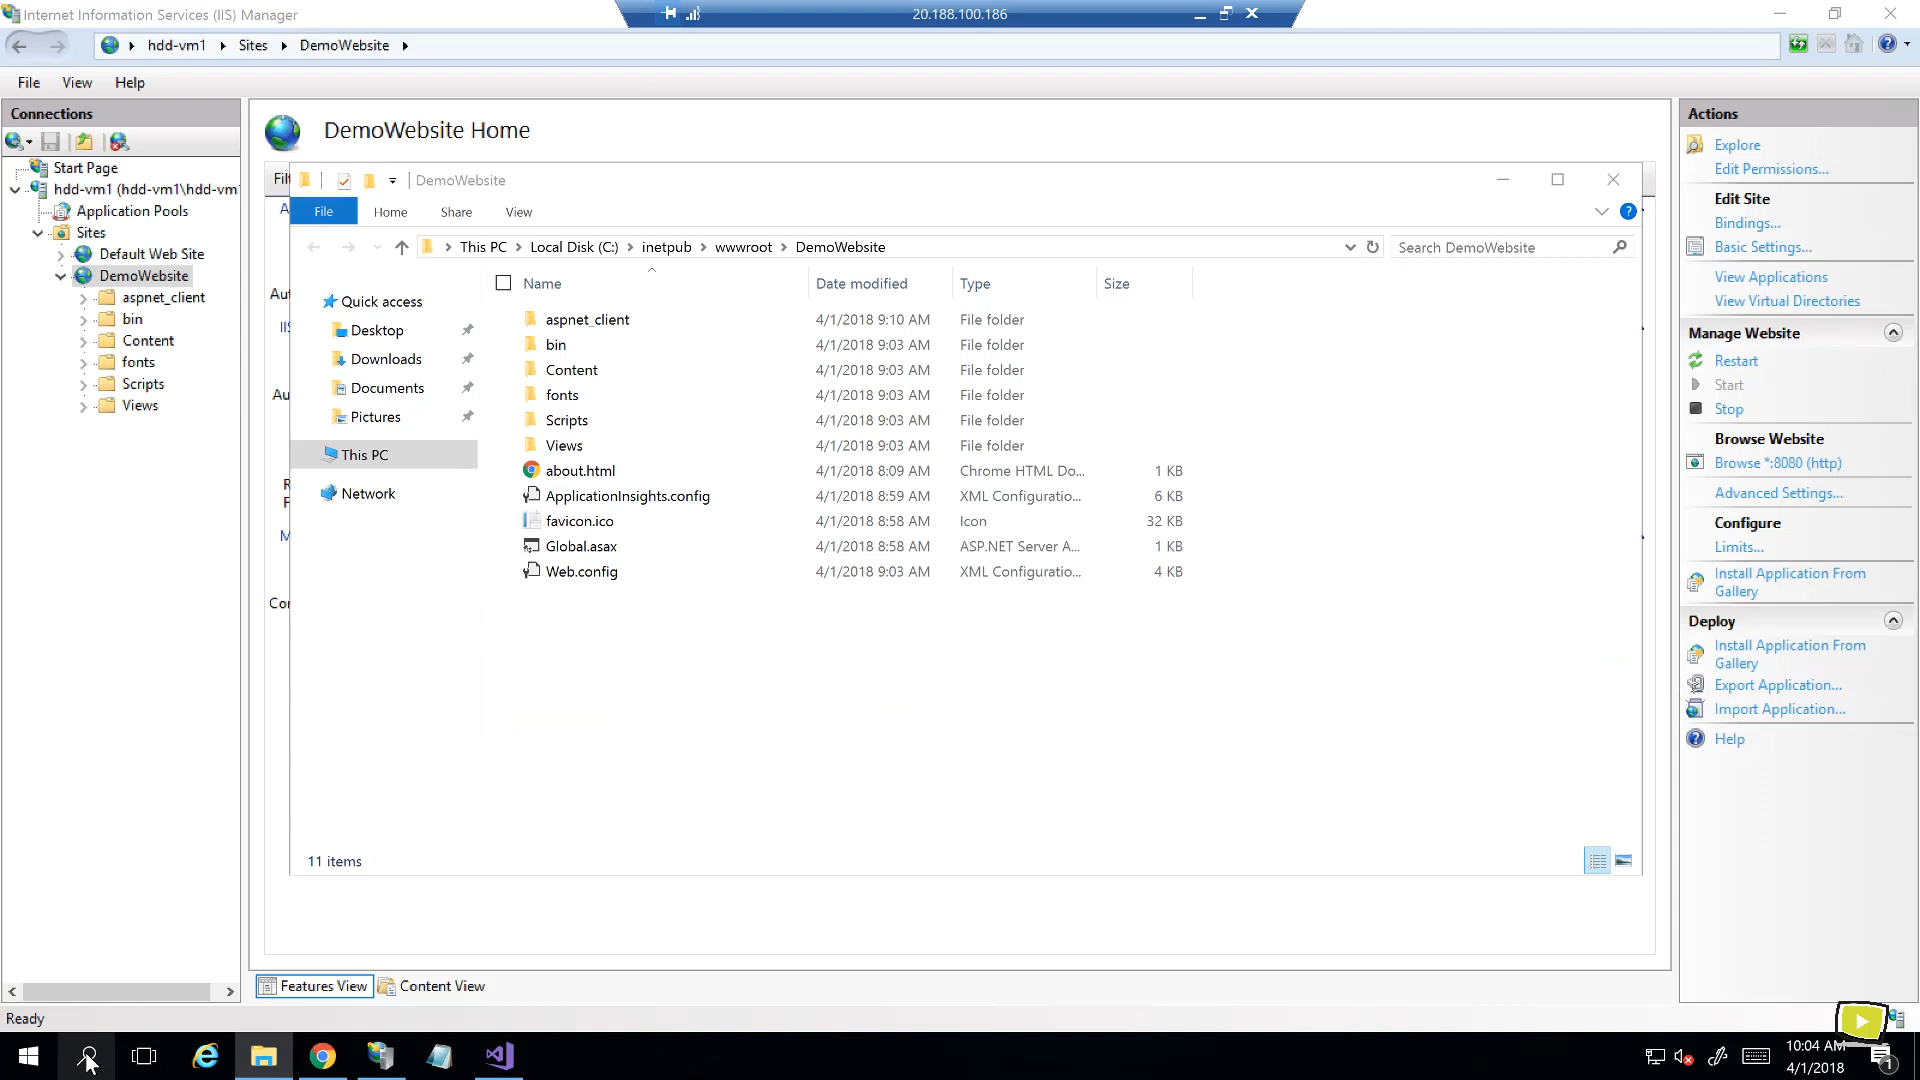 Internet Information Services (IIS) Manager
20.188.100.186
hdd-vm1 Sites DemoWebsite
File View Help
Connections
Start Page
hdd-vm1 (hdd-vm1\hdd-vm1
Application Pools
Sites
Default Web Site
DemoWebsite
aspnet_client
bin
Content
fonts
Scripts
Views
DemoWebsite Home
DemoWebsite
File Home Share View
This PC Local Disk (C:) inetpub wwwroot DemoWebsite
Search DemoWebsite
Quick access
Desktop
Downloads
Documents
Pictures
This PC
Network
Name Date modified Type Size
aspnet_client 4/1/2018 9:10 AM File folder
bin 4/1/2018 9:03 AM File folder
Content 4/1/2018 9:03 AM File folder
fonts 4/1/2018 9:03 AM File folder
Scripts 4/1/2018 9:03 AM File folder
Views 4/1/2018 9:03 AM File folder
about.html 4/1/2018 8:09 AM Chrome HTML Do... 1 KB
ApplicationInsights.config 4/1/2018 8:59 AM XML Configuratio... 6 KB
favicon.ico 4/1/2018 8:58 AM Icon 32 KB
Global.asax 4/1/2018 8:58 AM ASP.NET Server A... 1 KB
Web.config 4/1/2018 9:03 AM XML Configuratio... 4 KB
11 items
Features View Content View
Actions
Explore
Edit Permissions...
Edit Site
Bindings...
Basic Settings...
View Applications
View Virtual Directories
Manage Website
Restart
Start
Stop
Browse Website
Browse *:8080 (http)
Advanced Settings...
Configure
Limits...
Install Application From
Gallery
Deploy
Install Application From
Gallery
Export Application...
Import Application...
Help
Ready
10:04 AM
4/1/2018
1